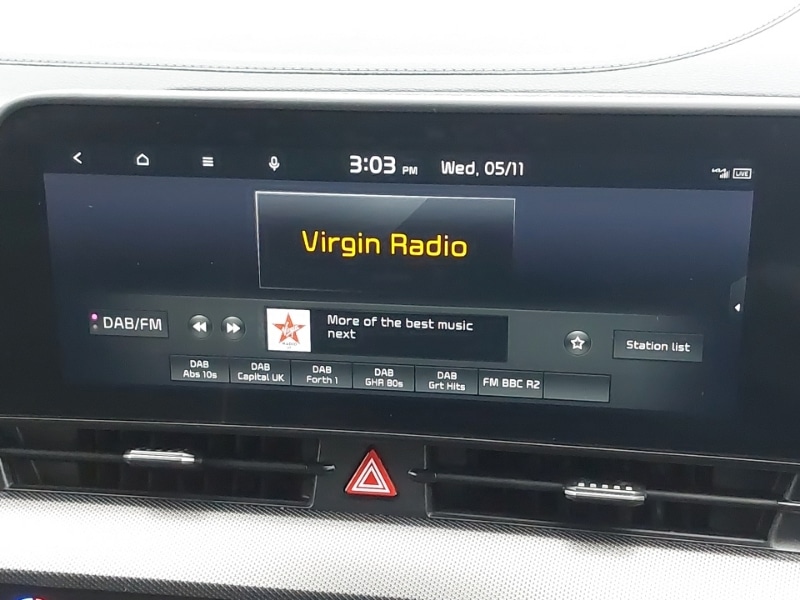 3:03 PM Wed, 05/11
LIVE
Virgin Radio
DAB/FM
RADIO
More of the best music
next
Station list
DAB
Abs 10s
DAB
Capital UK
DAB
Forth 1
DAB
GHR 80s
DAB
Grt Hits
FM BBC R2